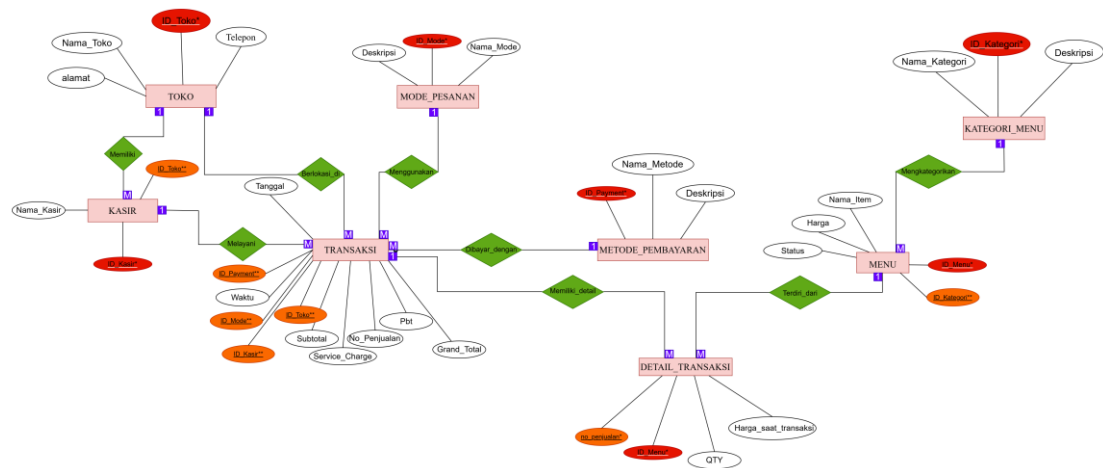 ID_Toko*
Nama_Toko
Telepon
alamat
TOKO
1
1
Deskripsi
ID_Mode*
Nama_Mode
MODE_PESANAN
1
Nama_Kategori
ID_Kategori*
Deskripsi
KATEGORI_MENU
1
Memiliki
ID_Toko**
M
Nama_Kasir
KASIR
1
ID_Kasir*
Berlokasi_di
Menggunakan
Tanggal
Melayani
M
M
M
TRANSAKSI
M
1
Dibayar_dengan
1
Nama_Metode
ID_Payment*
Deskripsi
METODE_PEMBAYARAN
Mengkategorikan
Nama_Item
Harga
Status
M
MENU
1
ID_Menu*
ID_Kategori**
ID_Payment**
Waktu
ID_Mode**
ID_Kasir**
ID_Toko**
Subtotal
Service_Charge
No_Penjualan
Pbt
Grand_Total
Memiliki_detail
Terdiri_dari
M
M
DETAIL_TRANSAKSI
no_penjualan*
ID_Menu*
QTY
Harga_saat_transaksi